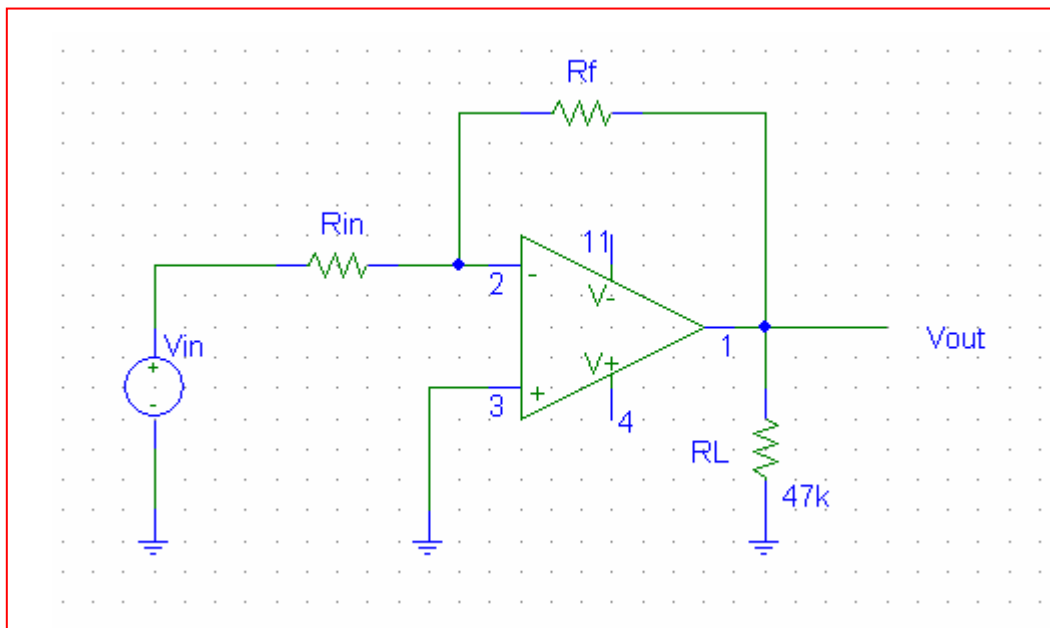 Rf
Rin
11
2
-
V-
Vin
+
-
1
Vout
V+
3
+
4
RL
47k